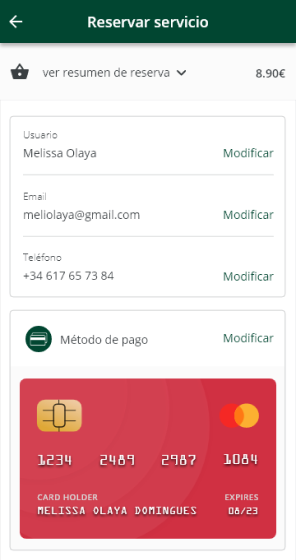 Reservar servicio
ver resumen de reserva 8.90€
Usuario
Melissa Olaya Modificar
Email
meliolaya@gmail.com Modificar
Teléfono
+34 617 65 73 84 Modificar
Método de pago Modificar
1234 2489 2987 1084
CARD HOLDER EXPIRES
MELISSA OLAYA DOMINGUES 08/23